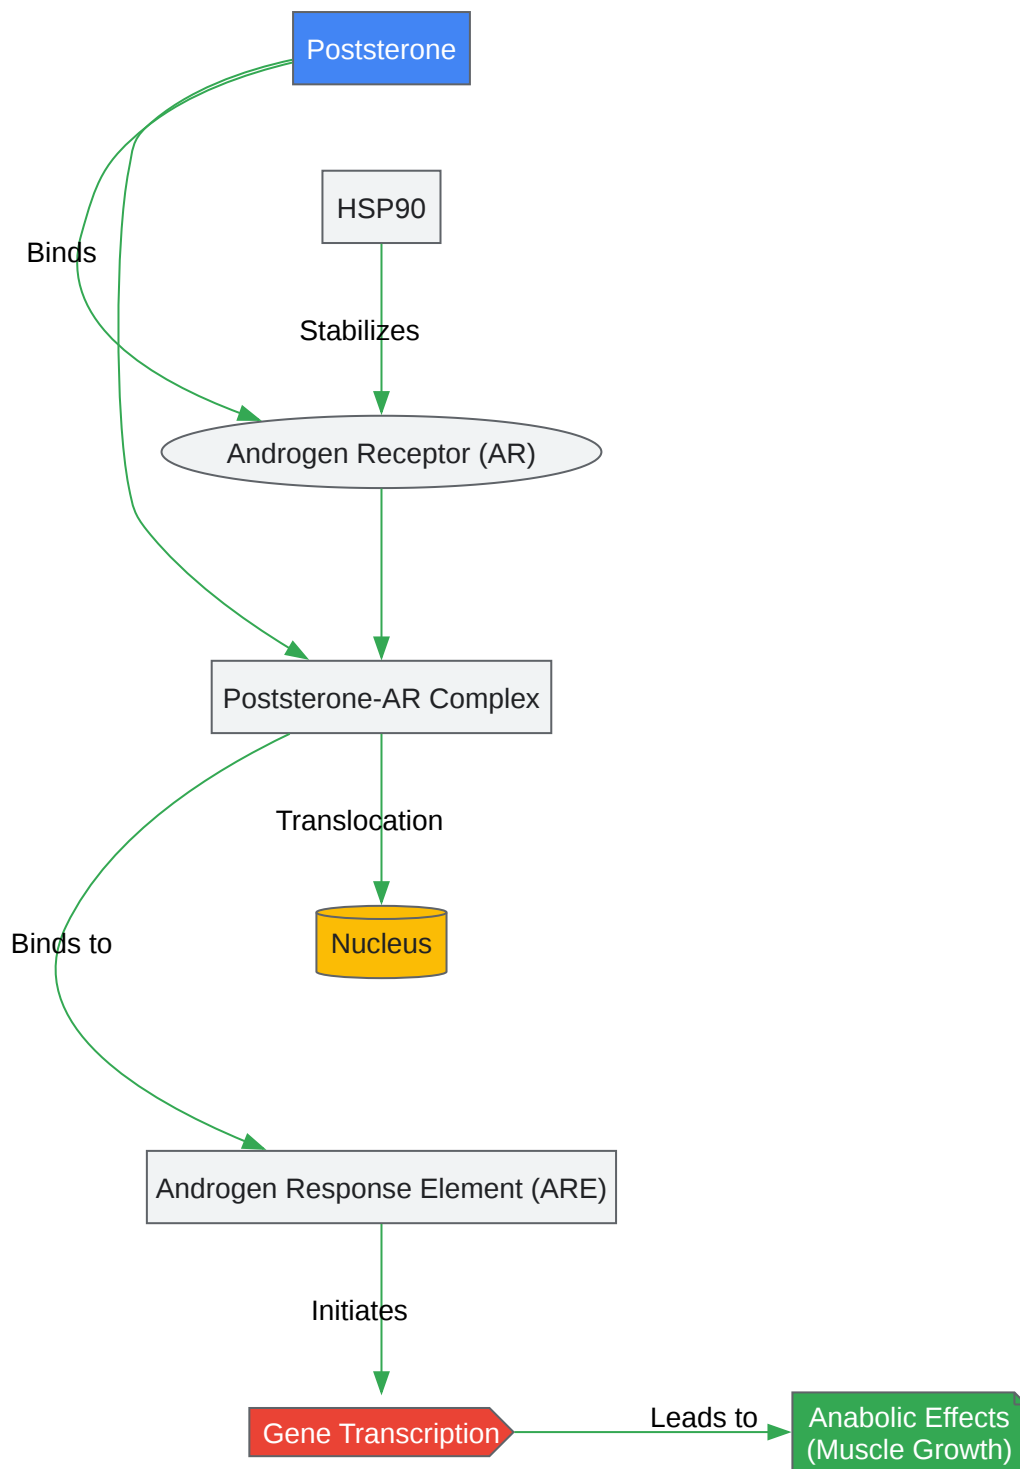 Poststerone
HSP90
Binds
Stabilizes
Androgen Receptor (AR)
Poststerone-AR Complex
Translocation
Binds to
Nucleus
Androgen Response Element (ARE)
Initiates
Gene Transcription
Leads to
Anabolic Effects
(Muscle Growth)